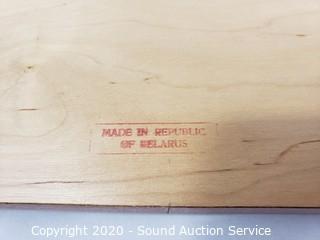 MADE IN REPUBLIC
OF BELARUS
Copyright 2020 - Sound Auction Service